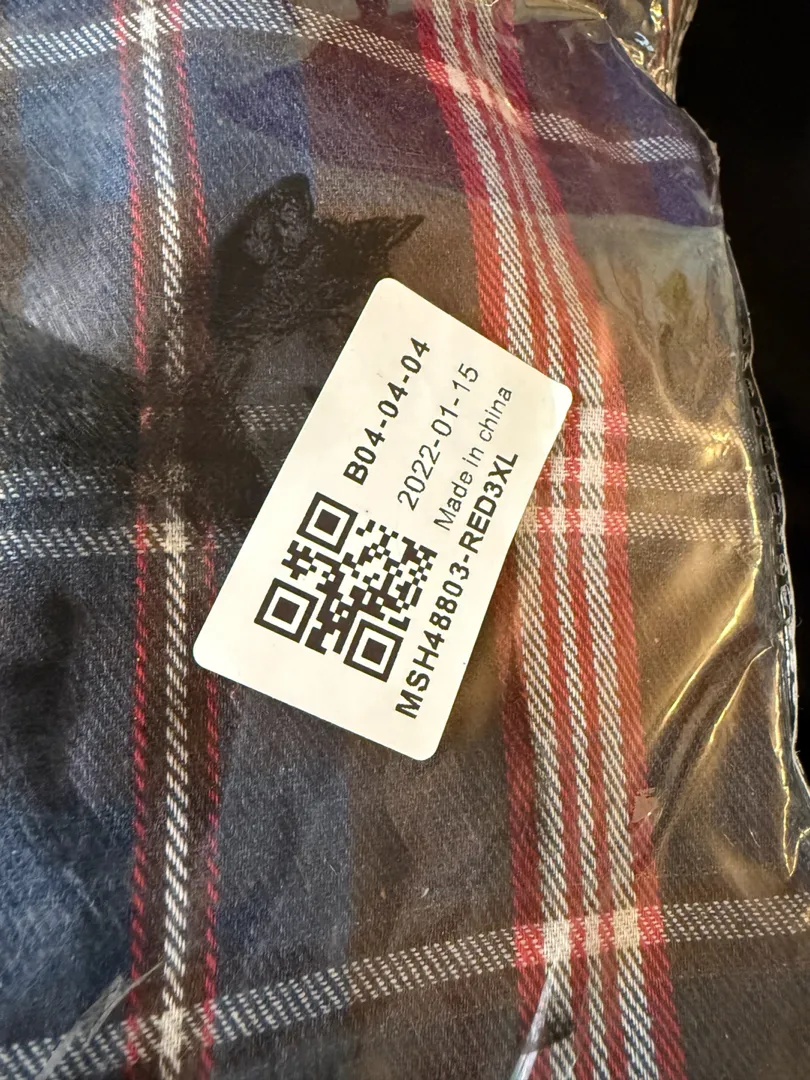 B04-04-04
2022-01-15
Made in china
MSH48803-RED3XL